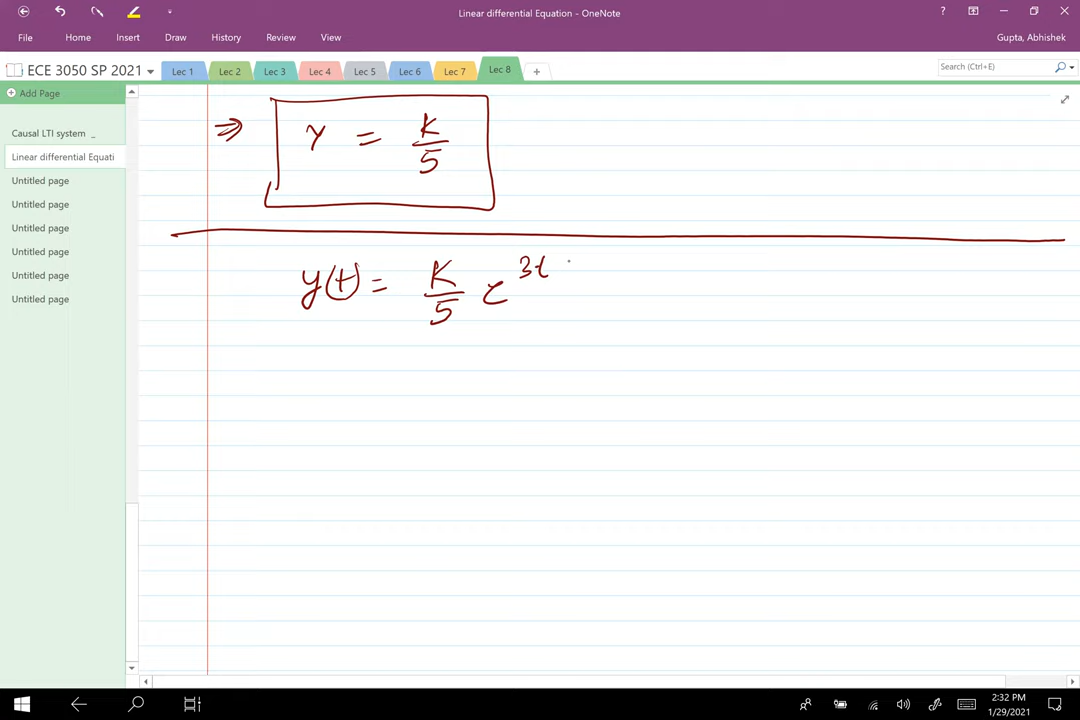 Linear differential Equation - OneNote
?
File Home Insert Draw History Review View
Gupta, Abhishek
ECE 3050 SP 2021
Lec 1 Lec 2 Lec 3 Lec 4 Lec 5 Lec 6 Lec 7 Lec 8 +
Search (Ctrl+E)
Add Page
Causal LTI system _
Linear differential Equati
Untitled page
Untitled page
Untitled page
Untitled page
Untitled page
Untitled page
⇒ γ = K/5
y(t) = K/5 e^3t
2:32 PM
1/29/2021